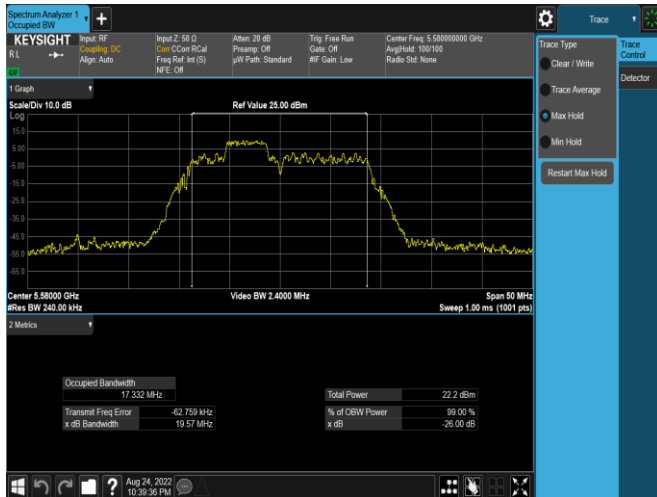 Spectrum Analyzer 1
Occupied BW
+
Trace
KEYSIGHT
RL
LNI
Input: RF
Coupling: DC
Align: Auto
Input Z: 50 Ω
Corr CCorr RCal
Freq Ref: Int (S)
NFE: Off
Atten: 20 dB
Preamp: Off
µW Path: Standard
Trig: Free Run
Gate: Off
#IF Gain: Low
Center Freq: 5.580000000 GHz
Avg|Hold: 100/100
Radio Std: None
Trace Type
Clear / Write
Trace Average
Max Hold
Min Hold
Restart Max Hold
Trace
Control
Detector
1 Graph
Scale/Div 10.0 dB
Ref Value 25.00 dBm
Log
15.0
5.00
-5.00
-15.0
-25.0
-35.0
-45.0
-55.0
-65.0
Center 5.58000 GHz
#Res BW 240.00 kHz
Video BW 2.4000 MHz
Span 50 MHz
Sweep 1.00 ms (1001 pts)
2 Metrics
Occupied Bandwidth
17.332 MHz
Transmit Freq Error -62.759 kHz
x dB Bandwidth 19.57 MHz
Total Power 22.2 dBm
% of OBW Power 99.00 %
x dB -26.00 dB
?
Aug 24, 2022
10:39:36 PM